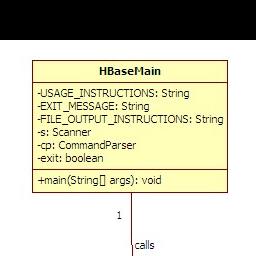 HBaseMain
-USAGE_INSTRUCTIONS: String
-EXIT_MESSAGE: String
-FILE_OUTPUT_INSTRUCTIONS: String
-s: Scanner
-cp: CommandParser
-exit: boolean
+main(String[] args): void
1
calls